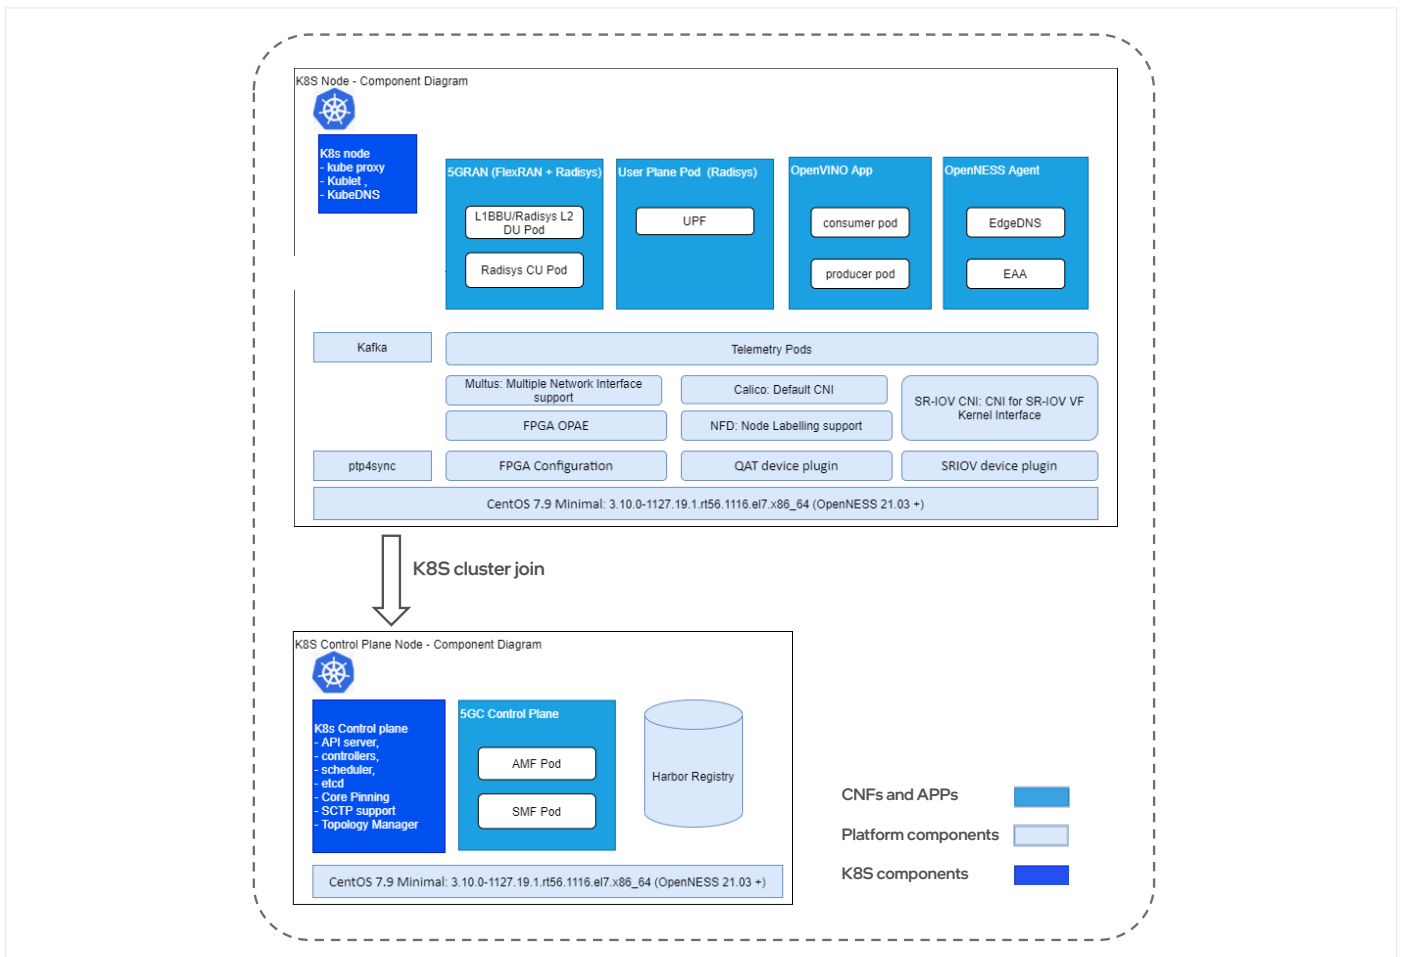 K8S Node - Component Diagram
K8s node
- kube proxy
- Kublet ,
- KubeDNS
5GRAN (FlexRAN + Radisys)
L1BBU/Radisys L2
DU Pod
Radisys CU Pod
User Plane Pod (Radisys)
UPF
OpenVINO App
consumer pod
producer pod
OpenNESS Agent
EdgeDNS
EAA
Kafka
Telemetry Pods
Multus: Multiple Network Interface
support
Calico: Default CNI
SR-IOV CNI: CNI for SR-IOV VF
Kernel Interface
FPGA OPAE
NFD: Node Labelling support
ptp4sync
FPGA Configuration
QAT device plugin
SRIOV device plugin
CentOS 7.9 Minimal: 3.10.0-1127.19.1.rt56.1116.el7.x86_64 (OpenNESS 21.03 +)
K8S cluster join
K8S Control Plane Node - Component Diagram
K8s Control plane
- API server,
- controllers,
- scheduler,
- etcd
- Core Pinning
- SCTP support
- Topology Manager
5GC Control Plane
AMF Pod
SMF Pod
Harbor Registry
CentOS 7.9 Minimal: 3.10.0-1127.19.1.rt56.1116.el7.x86_64 (OpenNESS 21.03 +)
CNFs and APPs
Platform components
K8S components